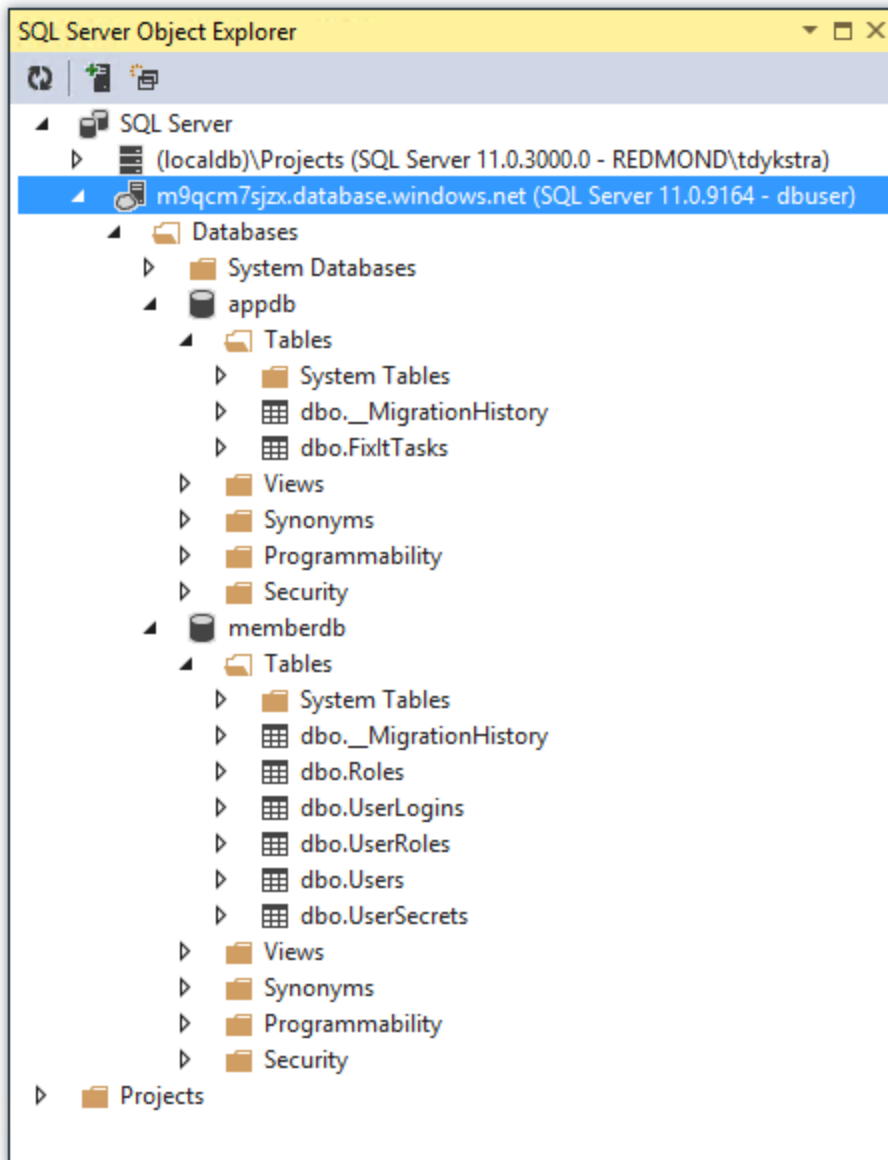 SQL Server Object Explorer
SQL Server
(localdb)\Projects (SQL Server 11.0.3000.0 - REDMOND\tdykstra)
m9qcm7sjzx.database.windows.net (SQL Server 11.0.9164 - dbuser)
Databases
System Databases
appdb
Tables
System Tables
dbo.__MigrationHistory
dbo.FixItTasks
Views
Synonyms
Programmability
Security
memberdb
Tables
System Tables
dbo.__MigrationHistory
dbo.Roles
dbo.UserLogins
dbo.UserRoles
dbo.Users
dbo.UserSecrets
Views
Synonyms
Programmability
Security
Projects